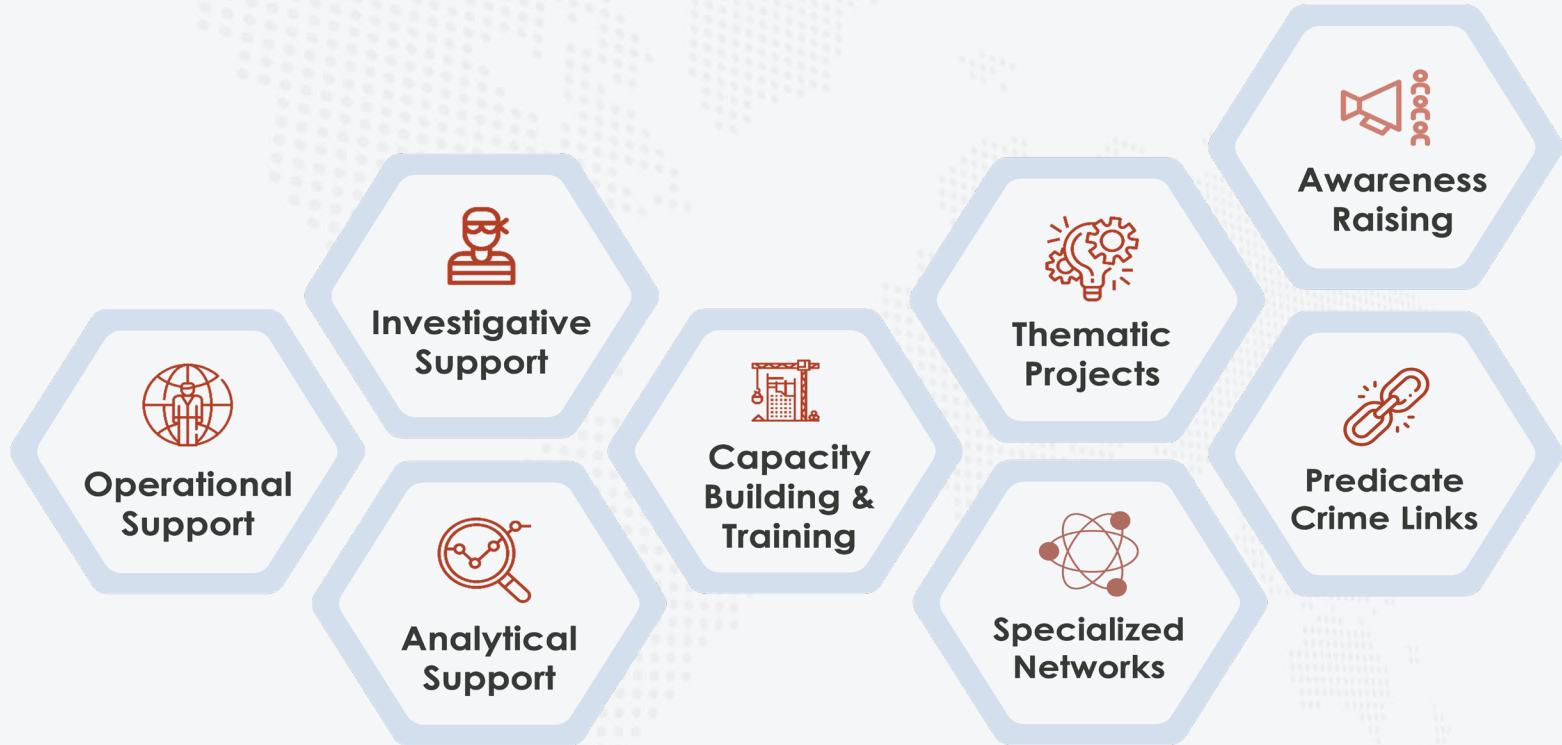 Operational
Support
Investigative
Support
Analytical
Support
Capacity
Building &
Training
Thematic
Projects
Specialized
Networks
Awareness
Raising
Predicate
Crime Links